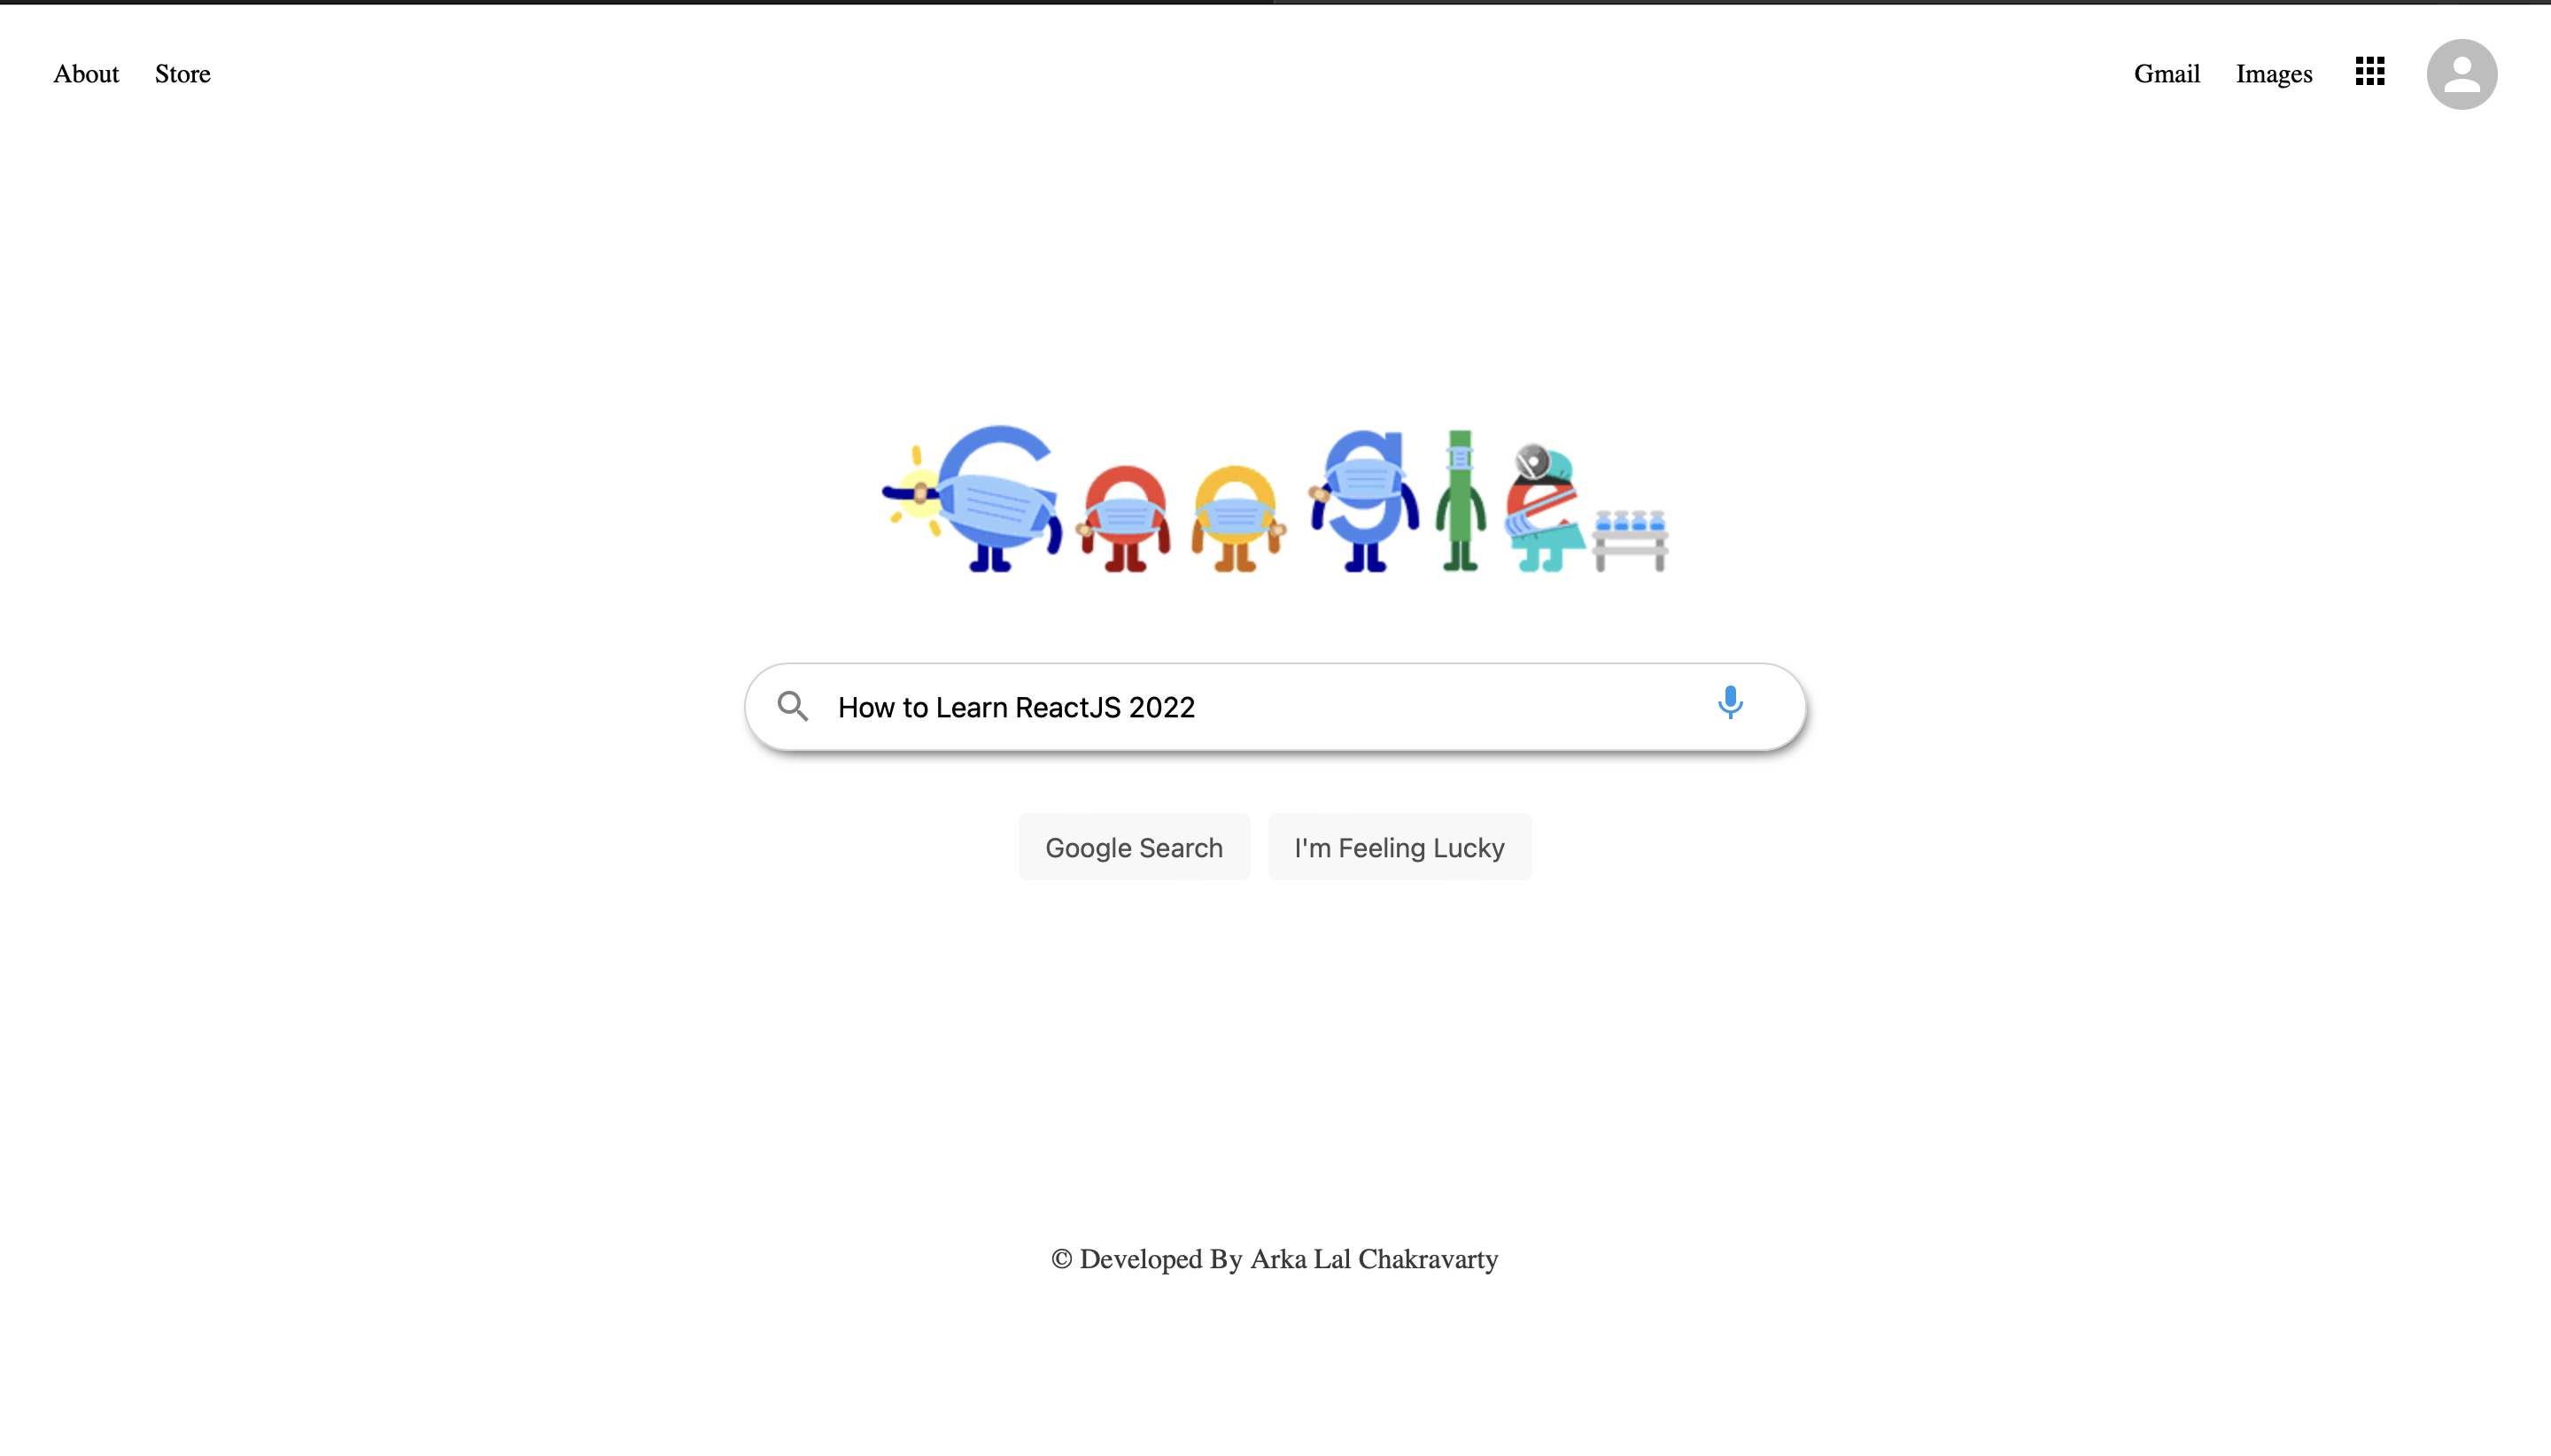 About Store
Gmail Images
Google
How to Learn ReactJS 2022
Google Search I'm Feeling Lucky
© Developed By Arka Lal Chakravarty